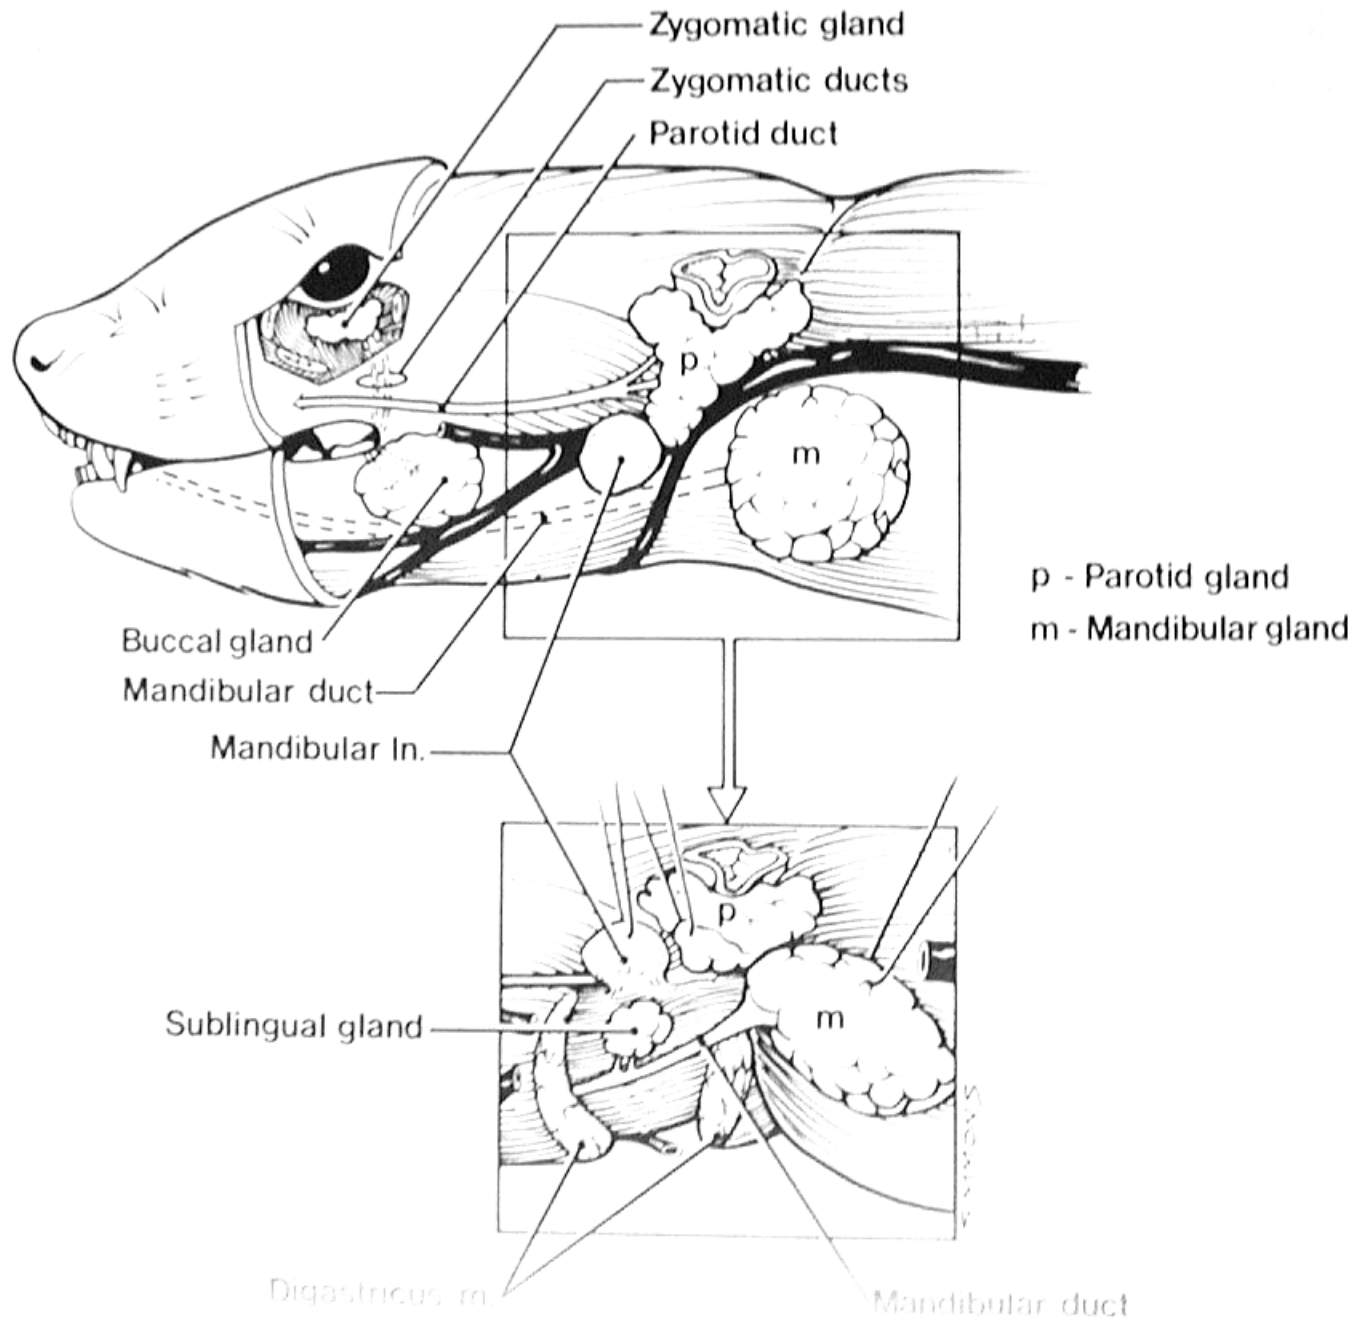 Zygomatic gland
Zygomatic ducts
Parotid duct
p
m
p - Parotid gland
m - Mandibular gland
Buccal gland
Mandibular duct
Mandibular ln.
p
m
Sublingual gland
Digastricus m.
Mandibular duct